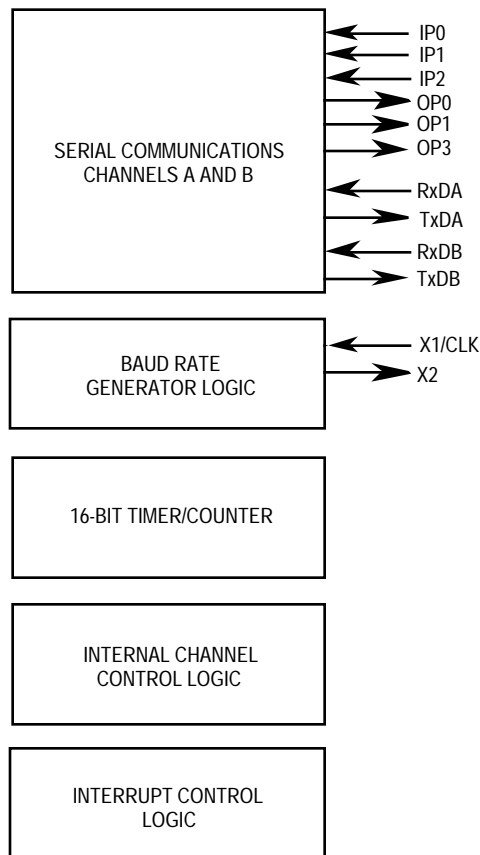 IP0
IP1
IP2
OP0
OP1
OP3
SERIAL COMMUNICATIONS
CHANNELS A AND B
RxDA
TxDA
RxDB
TxDB
X1/CLK
BAUD RATE
GENERATOR LOGIC
X2
16-BIT TIMER/COUNTER
INTERNAL CHANNEL
CONTROL LOGIC
INTERRUPT CONTROL
LOGIC